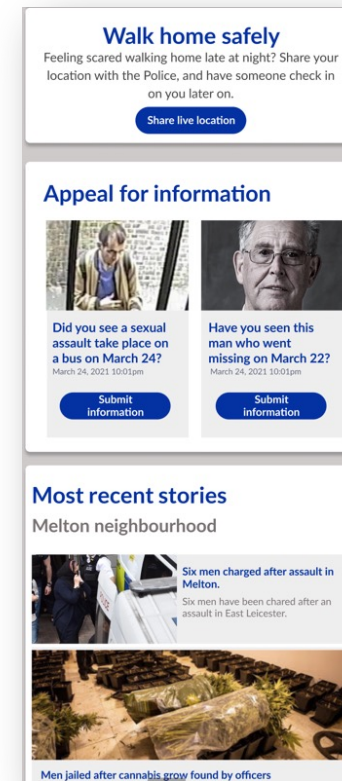 Walk home safely
Feeling scared walking home late at night? Share your
location with the Police, and have someone check in
on you later on.
Share live location
Appeal for information
Did you see a sexual
assault take place on
a bus on March 24?
March 24, 2021 10:01pm
Submit
information
Have you seen this
man who went
missing on March 22?
March 24, 2021 10:01pm
Submit
information
Most recent stories
Melton neighbourhood
Six men charged after assault in
Melton.
Six men have been chared after an
assault in East Leicester.
Men jailed after cannabis grow found by officers